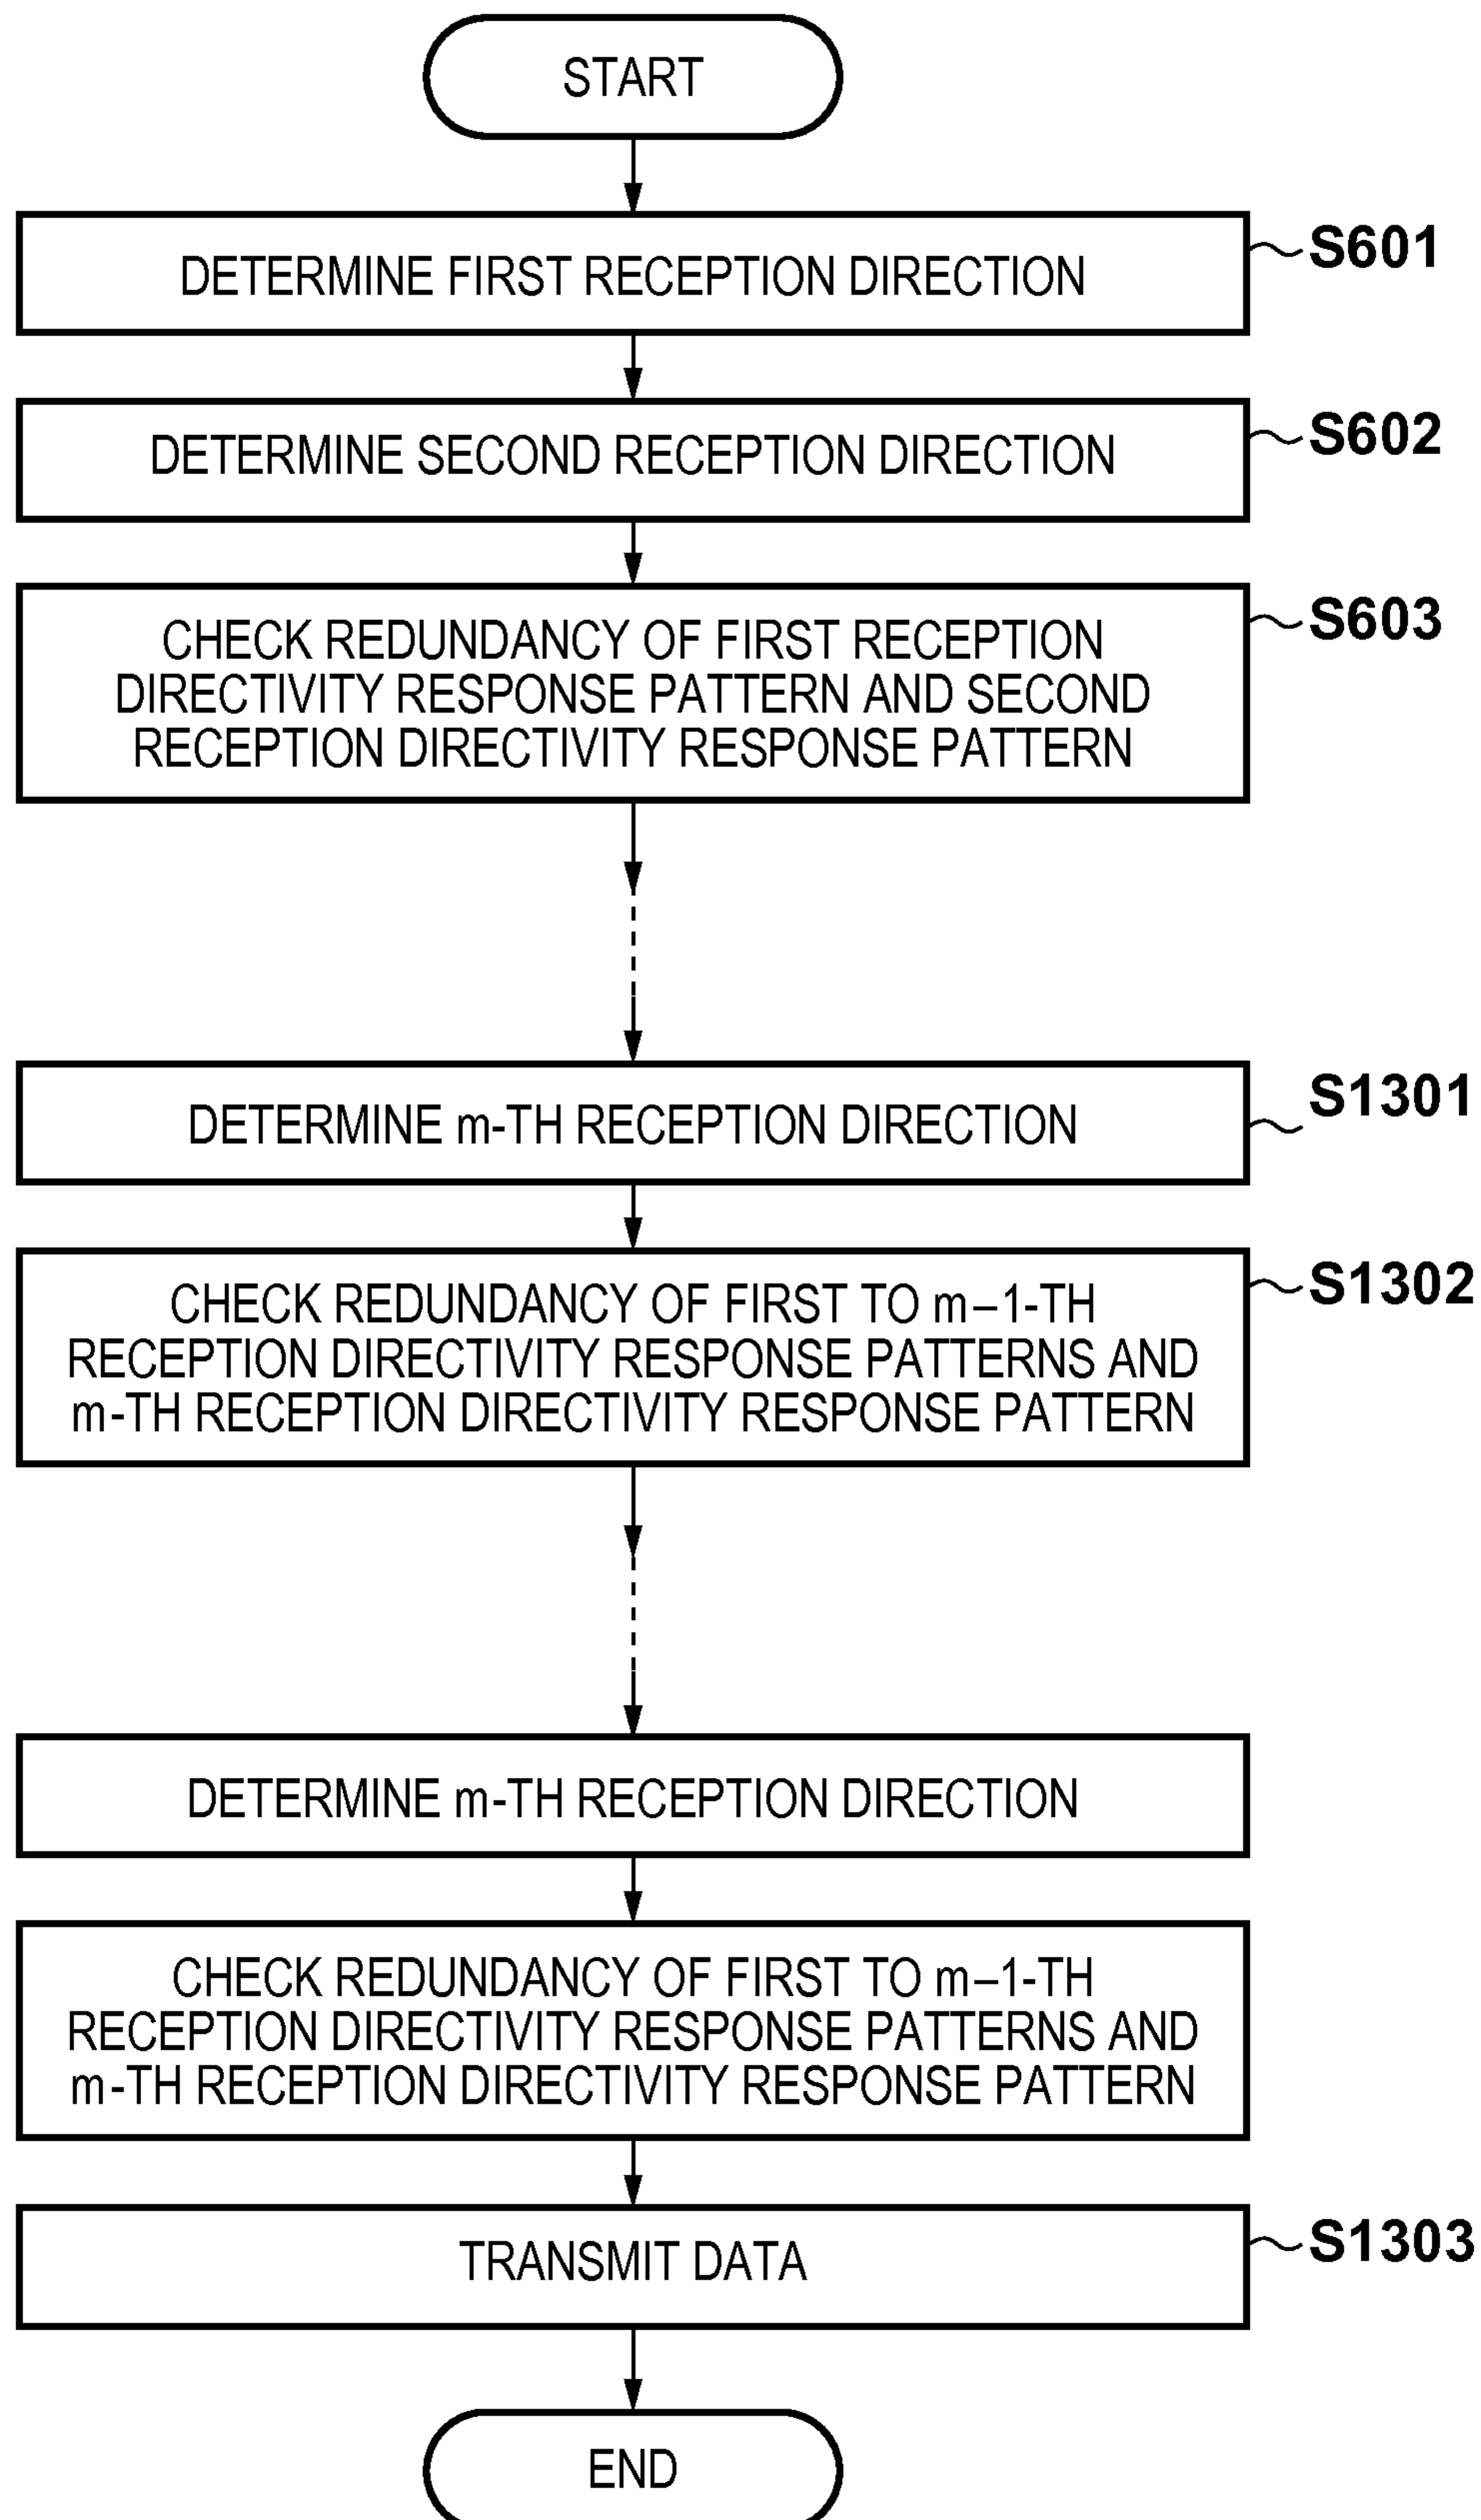 START
DETERMINE FIRST RECEPTION DIRECTION
S601
DETERMINE SECOND RECEPTION DIRECTION
S602
CHECK REDUNDANCY OF FIRST RECEPTION
DIRECTIVITY RESPONSE PATTERN AND SECOND
RECEPTION DIRECTIVITY RESPONSE PATTERN
S603
DETERMINE m-TH RECEPTION DIRECTION
S1301
CHECK REDUNDANCY OF FIRST TO m–1-TH
RECEPTION DIRECTIVITY RESPONSE PATTERNS AND
m-TH RECEPTION DIRECTIVITY RESPONSE PATTERN
S1302
DETERMINE m-TH RECEPTION DIRECTION
CHECK REDUNDANCY OF FIRST TO m–1-TH
RECEPTION DIRECTIVITY RESPONSE PATTERNS AND
m-TH RECEPTION DIRECTIVITY RESPONSE PATTERN
TRANSMIT DATA
S1303
END